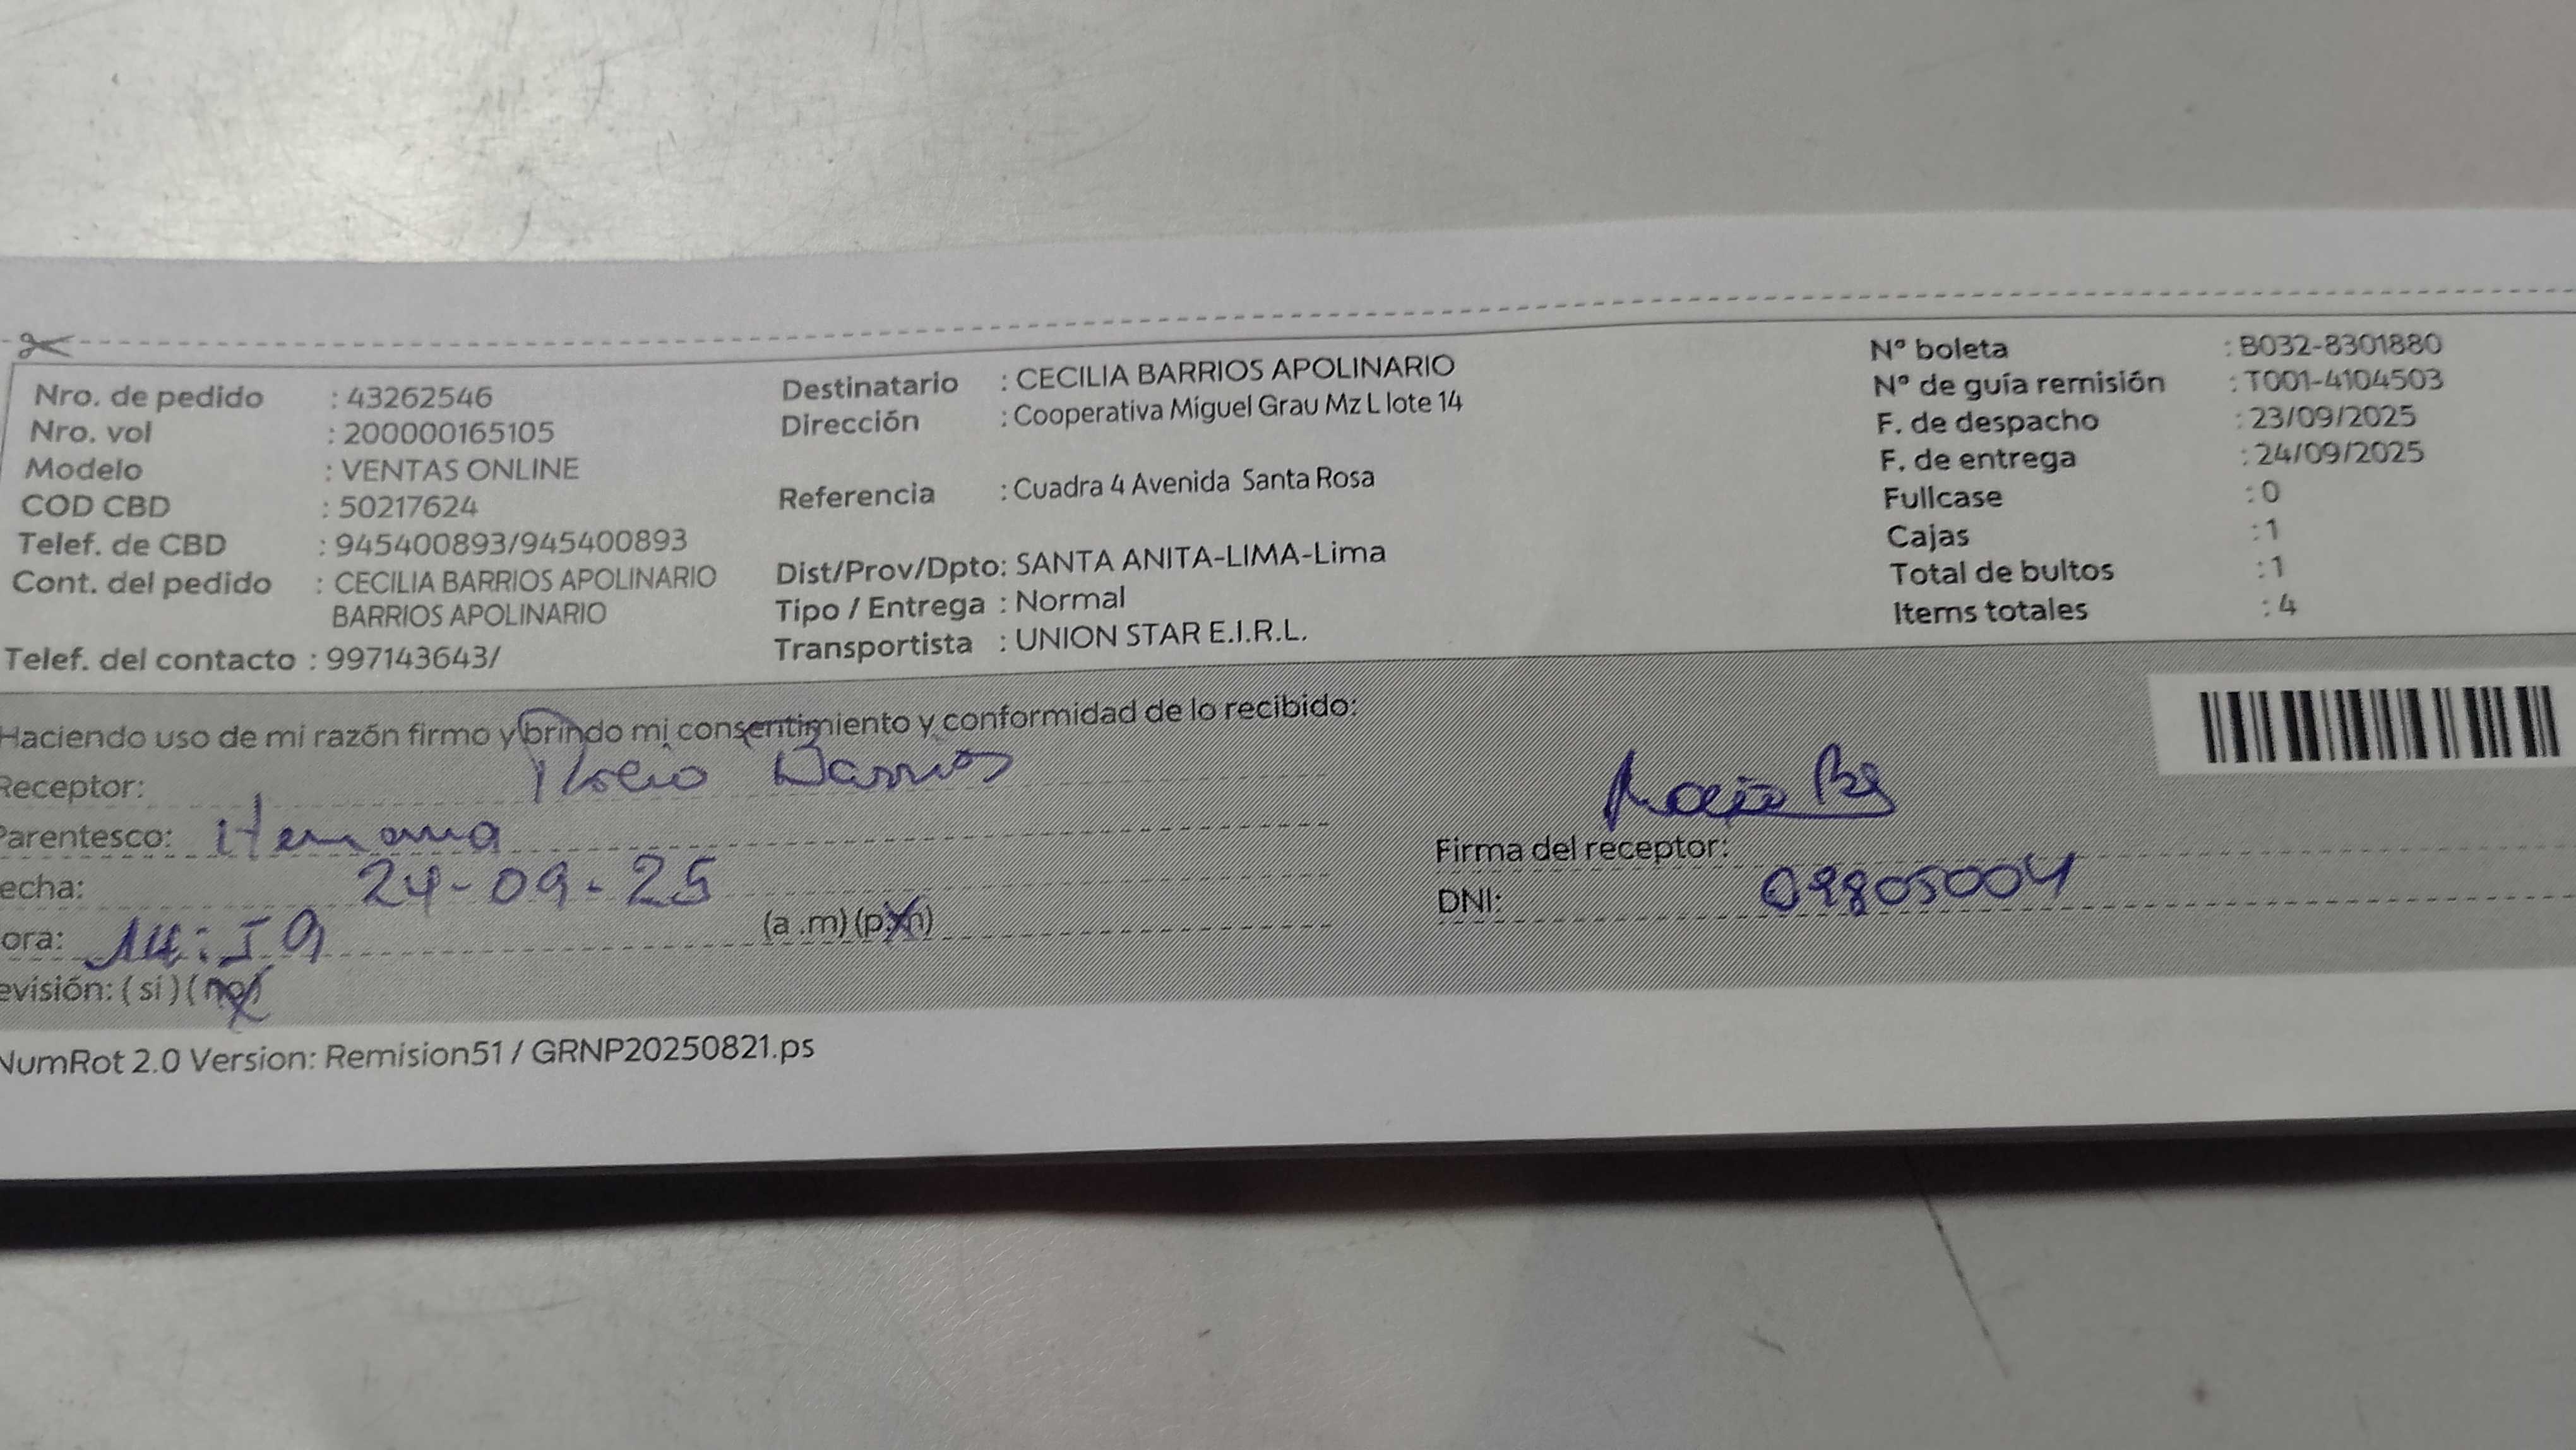 Nro. de pedido : 43262546
Nro. vol : 200000165105
Modelo : VENTAS ONLINE
COD CBD : 50217624
Telef. de CBD : 945400893/945400893
Cont. del pedido : CECILIA BARRIOS APOLINARIO
BARRIOS APOLINARIO
Telef. del contacto : 997143643/
Destinatario : CECILIA BARRIOS APOLINARIO
Dirección : Cooperativa Miguel Grau Mz L lote 14
Referencia : Cuadra 4 Avenida Santa Rosa
Dist/Prov/Dpto: SANTA ANITA-LIMA-Lima
Tipo / Entrega : Normal
Transportista : UNION STAR E.I.R.L.
N° boleta : B032-8301880
N° de guía remisión : T001-4104503
F. de despacho : 23/09/2025
F. de entrega : 24/09/2025
Fullcase : 0
Cajas : 1
Total de bultos : 1
Items totales : 4
Haciendo uso de mi razón firmo y brindo mi consentimiento y conformidad de lo recibido:
Receptor: Rocio Barrios
Parentesco: Hermana
echa: 24-09-25
ora: (a .m) (p.m)
evisión: ( si ) ( no )
Firma del receptor: Rocio
DNI:
NumRot 2.0 Version: Remision51 / GRNP20250821.ps